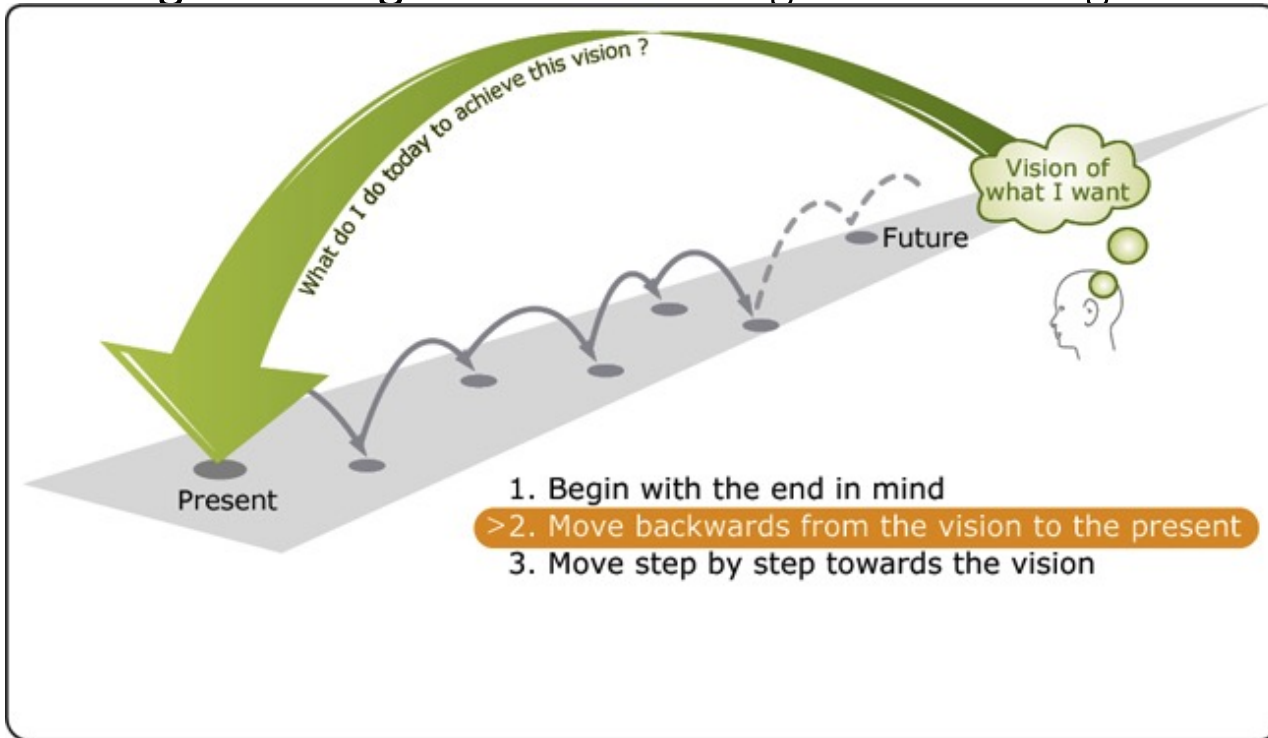 What do I do today to achieve this vision ?
Vision of
what I want
Future
Present
1. Begin with the end in mind
>2. Move backwards from the vision to the present
3. Move step by step towards the vision